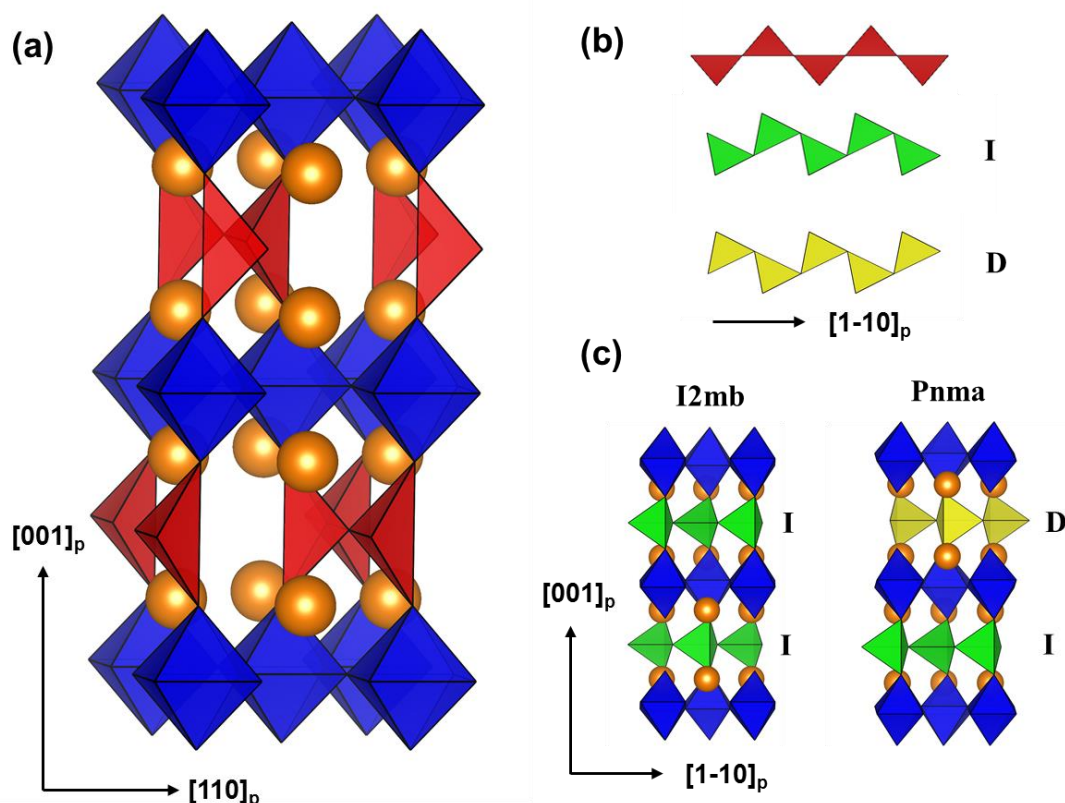 (a)
[001]p
[110]p
(b)
I
D
[1-10]p
(c)
I2mb
Pnma
I
D
[001]p
I
I
[1-10]p